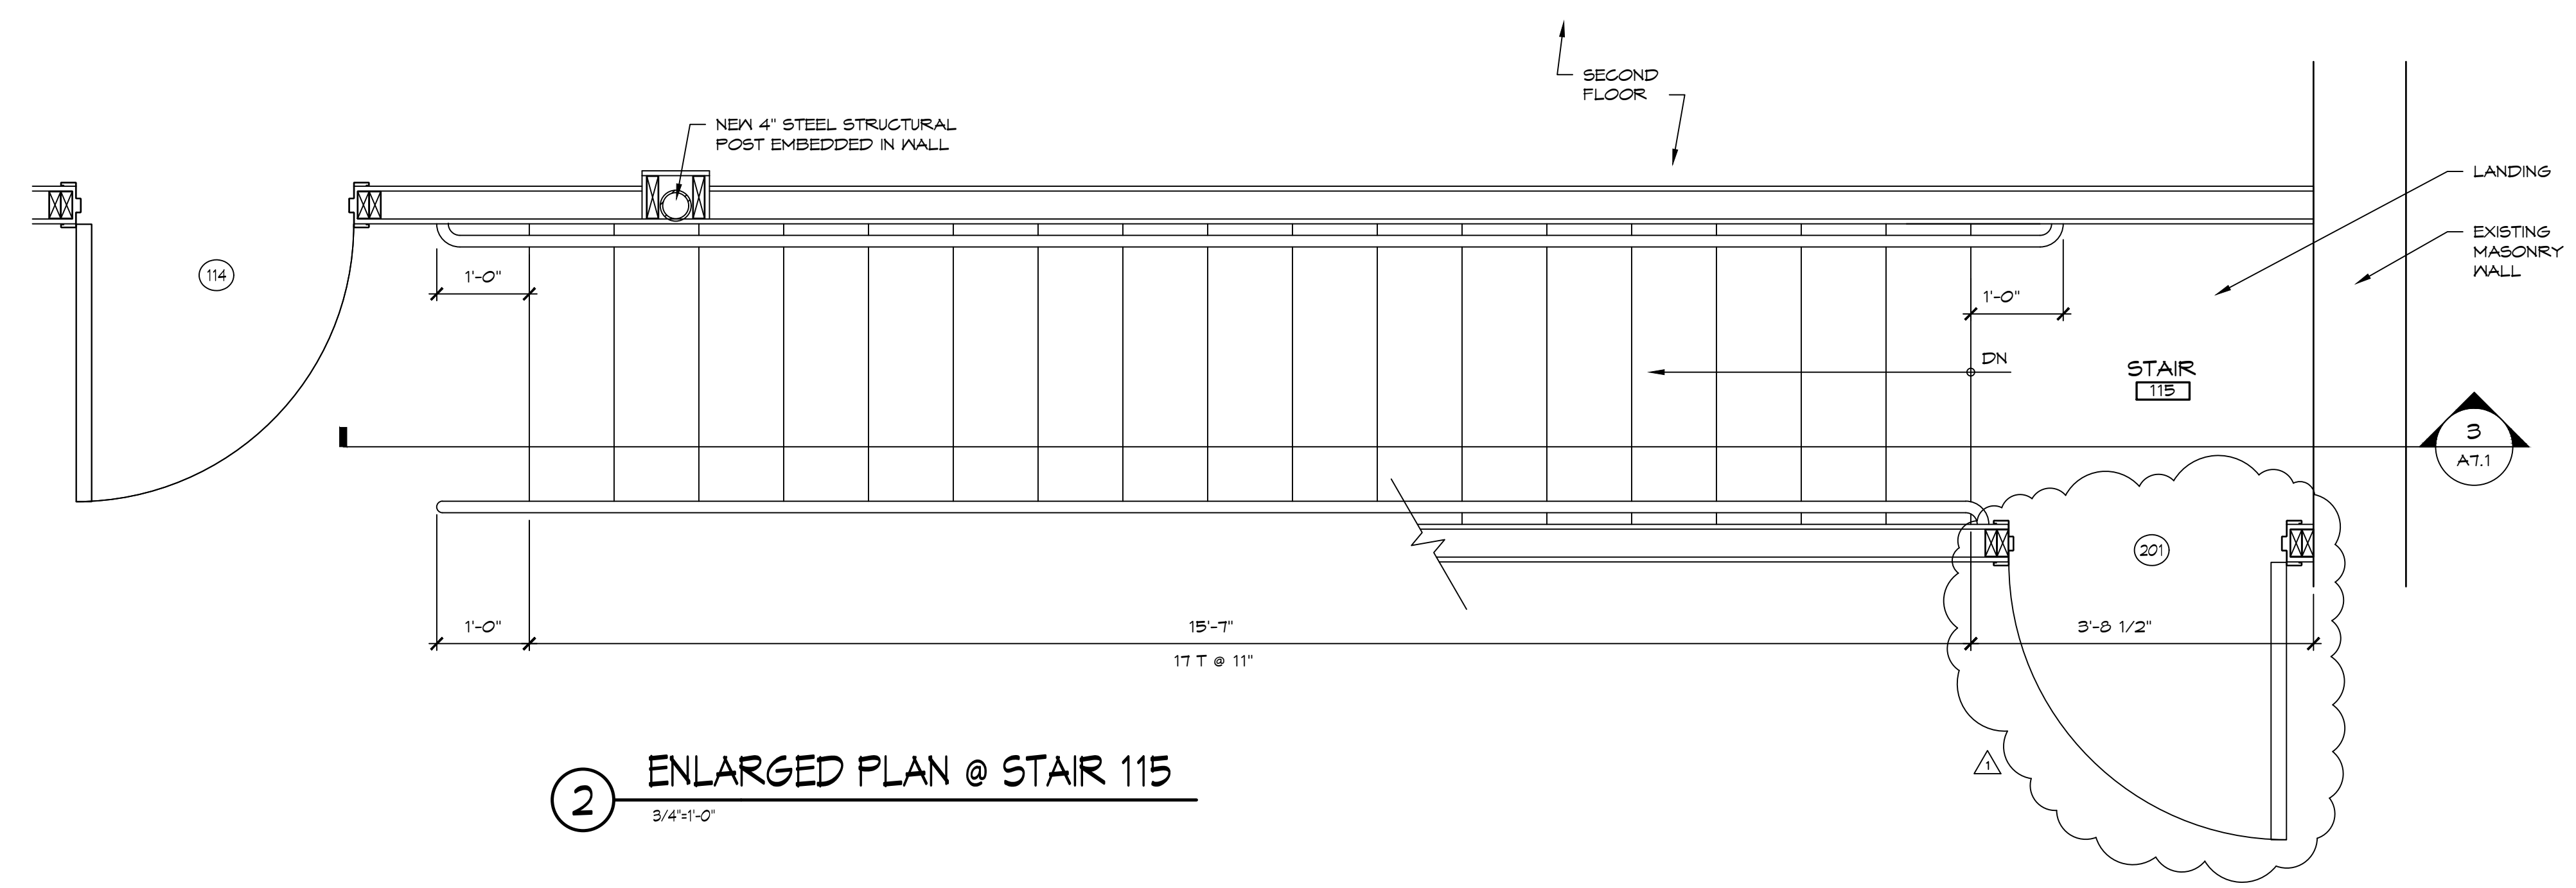 SECOND
FLOOR
NEW 4" STEEL STRUCTURAL
POST EMBEDDED IN WALL
LANDING
EXISTING
MASONRY
WALL
114
1'-0"
1'-0"
DN
STAIR
115
3
A7.1
201
1'-0"
15'-7"
3'-8 1/2"
17 T @ 11"
1
2
ENLARGED PLAN @ STAIR 115
3/4"=1'-0"